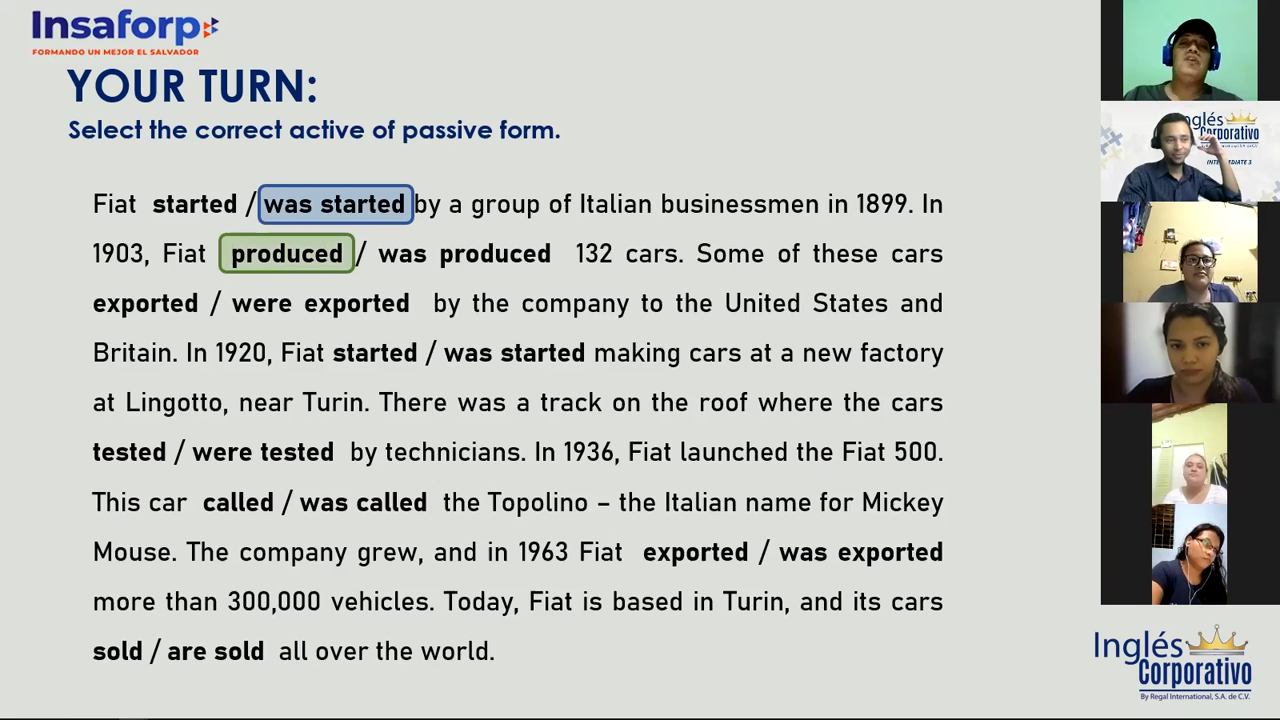 Insaforp
FORMANDO UN MEJOR EL SALVADOR
YOUR TURN:
Select the correct active of passive form.
Fiat started / was started by a group of Italian businessmen in 1899. In
1903, Fiat produced / was produced 132 cars. Some of these cars
exported / were exported by the company to the United States and
Britain. In 1920, Fiat started / was started making cars at a new factory
at Lingotto, near Turin. There was a track on the roof where the cars
tested / were tested by technicians. In 1936, Fiat launched the Fiat 500.
This car called / was called the Topolino – the Italian name for Mickey
Mouse. The company grew, and in 1963 Fiat exported / was exported
more than 300,000 vehicles. Today, Fiat is based in Turin, and its cars
sold / are sold all over the world.
Inglés
Corporativo
Inglés
Corporativo
By Regal International, S.A. de C.V.